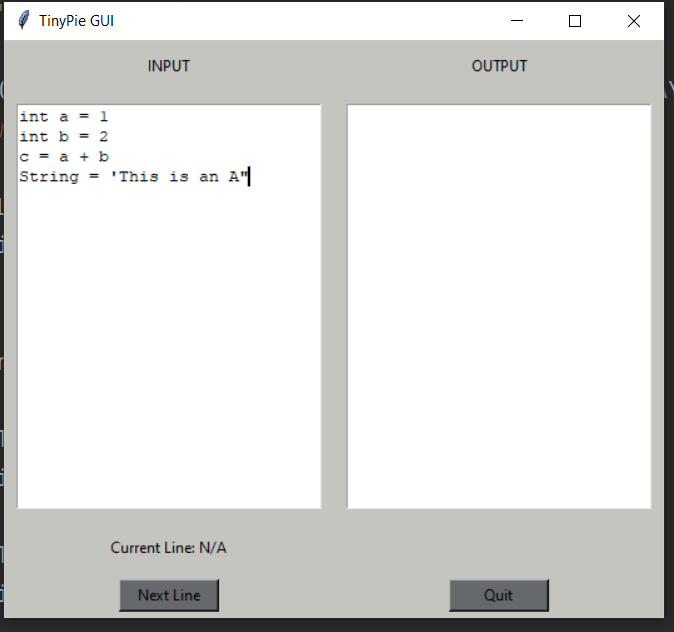 TinyPie GUI
INPUT
OUTPUT
int a = 1
int b = 2
c = a + b
String = 'This is an A"
Current Line: N/A
Next Line
Quit